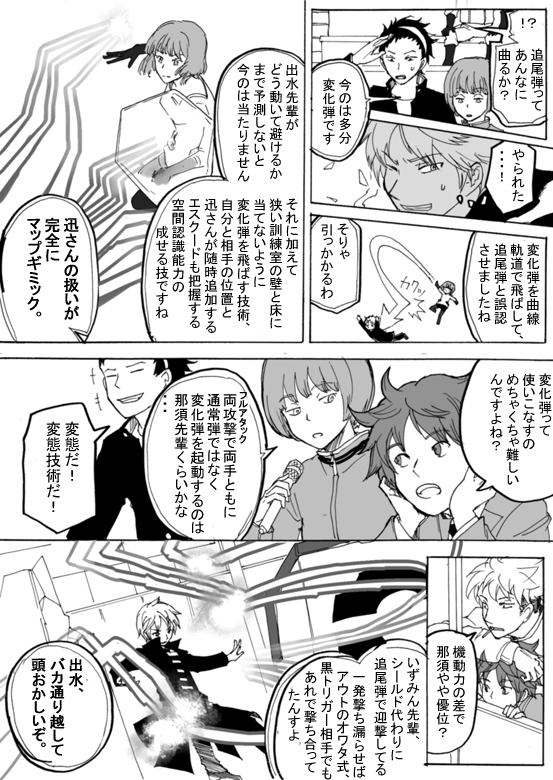 !?
追尾弾って
あんなに
曲るか?
今のは多分
変化弾です
やられた
・・・!
変化弾を曲線
軌道で飛ばして、
追尾弾と誤認
させましたね
そりゃ
引っかかるわ
カクッ
出水先輩が
どう動いて避けるか
まで予測しないと
今のは当たりません
それに加えて
狭い訓練室の壁と床に
当てないように
変化弾を飛ばす技術、
自分と相手の位置と
迅さんが随時追加する
エスクードも把握する
空間認識能力の
成せる技ですね
迅さんの扱いが
完全に
マップギミック。
変化弾って
使いこなすの
めちゃくちゃ難しい
んですよね?
フルアタック
両攻撃で両手ともに
通常弾ではなく
変化弾を起動するのは
那須先輩くらいかな
・・
変態だ!
変態技術だ!
機動力の差で
那須やや優位?
いずみん先輩、
シールド代わりに
追尾弾で迎撃してる
一発撃ち漏らせば
アウトのオワタ式、
黒トリガー相手でも
あれで撃ち合って
たんすよ
出水、
バカ通り越して
頭おかしいぞ。